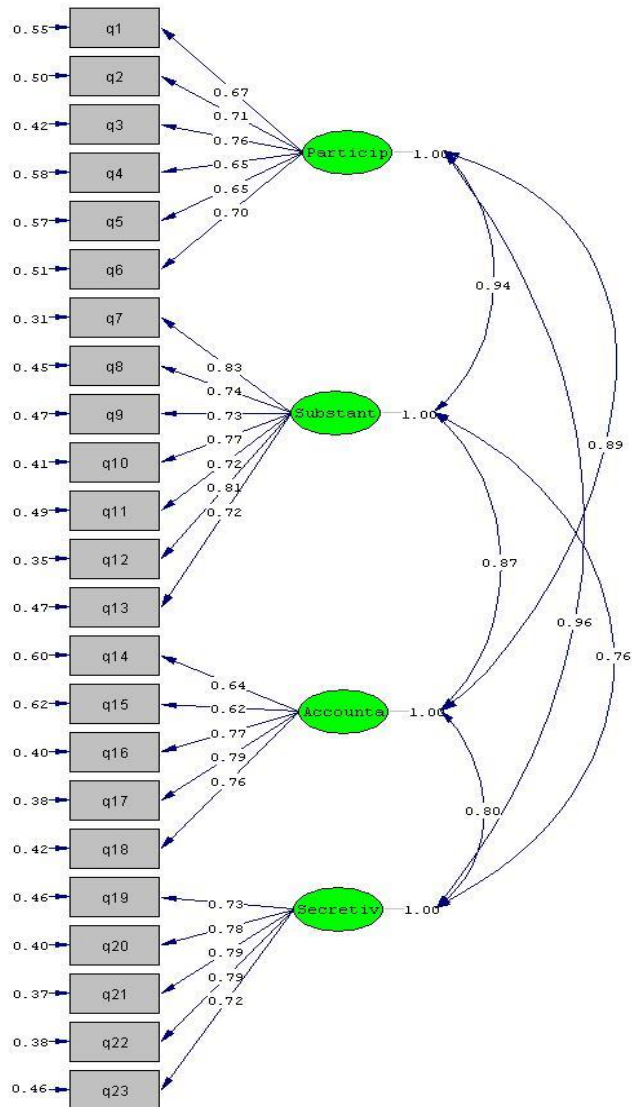 0.55 q1
0.67
0.50 q2
0.71
0.42 q3
0.76 Particip 1.00
0.58 q4
0.65
0.57 q5
0.65
0.70
0.51 q6
0.94
0.31 q7
0.83
0.45 q8
0.74
0.47 q9
0.73 Substant 1.00
0.89
0.41 q10
0.77
0.49 q11
0.72
0.81
0.35 q12
0.72
0.87
0.47 q13
0.96
0.76
0.60 q14
0.64
0.62 q15
0.62 Accounta 1.00
0.40 q16
0.77
0.79
0.38 q17
0.76
0.80
0.42 q18
0.46 q19
0.73 Secretiv 1.00
0.40 q20
0.78
0.79
0.37 q21
0.79
0.72
0.38 q22
0.46 q23